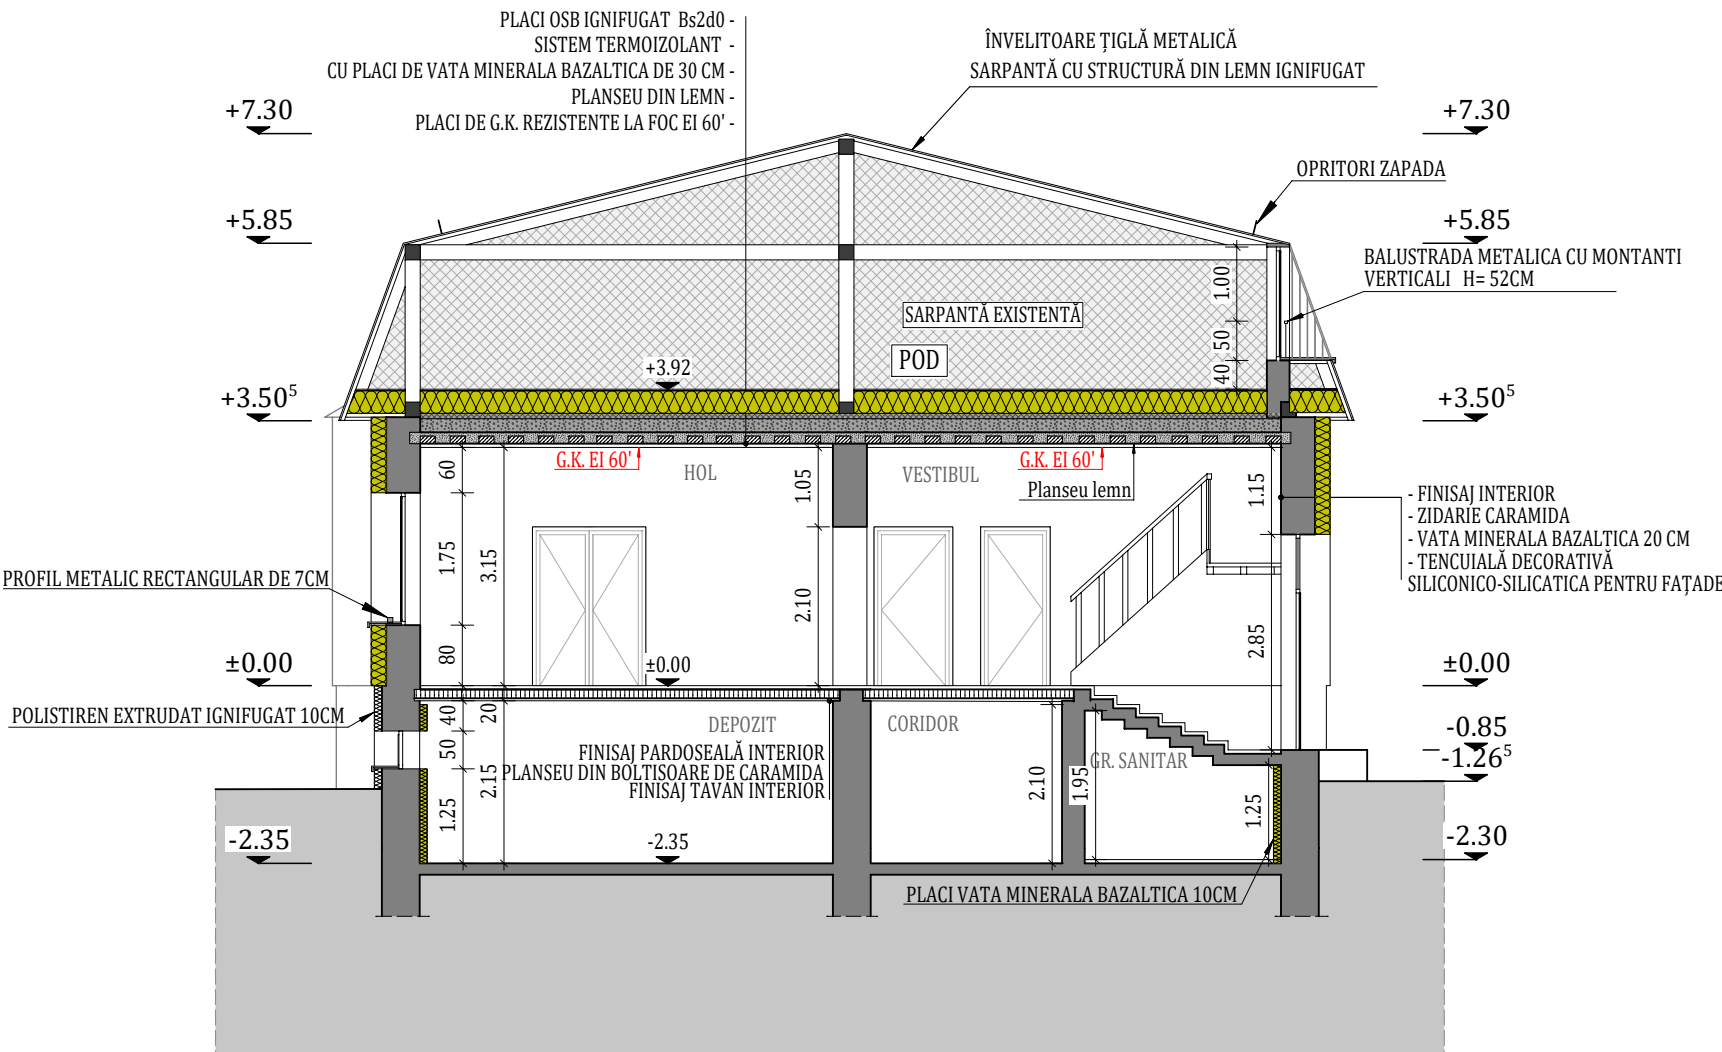 PLACI OSB IGNIFUGAT Bs2d0 -
SISTEM TERMOIZOLANT -
CU PLACI DE VATA MINERALA BAZALTICA DE 30 CM -
PLANSEU DIN LEMN -
PLACI DE G.K. REZISTENTE LA FOC EI 60' -
ÎNVELITOARE ȚIGLĂ METALICĂ
SARPANTĂ CU STRUCTURĂ DIN LEMN IGNIFUGAT
+7.30
+7.30
OPRITORI ZAPADA
+5.85
+5.85
BALUSTRADA METALICA CU MONTANTI
VERTICALI H= 52CM
1.00
50
40
SARPANTĂ EXISTENTĂ
POD
+3.92
+3.50⁵
+3.50⁵
G.K. EI 60'
HOL
VESTIBUL
G.K. EI 60'
Planseu lemn
60
1.75
80
3.15
1.05
2.10
1.15
2.85
- FINISAJ INTERIOR
- ZIDARIE CARAMIDA
- VATA MINERALA BAZALTICA 20 CM
- TENCUIALĂ DECORATIVĂ
SILICONICO-SILICATICA PENTRU FAȚADE
PROFIL METALIC RECTANGULAR DE 7CM
±0.00
±0.00
±0.00
POLISTIREN EXTRUDAT IGNIFUGAT 10CM
40
20
50
2.15
1.25
DEPOZIT
CORIDOR
GR. SANITAR
FINISAJ PARDOSEALĂ INTERIOR
PLANSEU DIN BOLTISOARE DE CARAMIDA
FINISAJ TAVAN INTERIOR
2.10
1.95
1.25
-0.85
-1.26⁵
-2.35
-2.35
-2.30
PLACI VATA MINERALA BAZALTICA 10CM